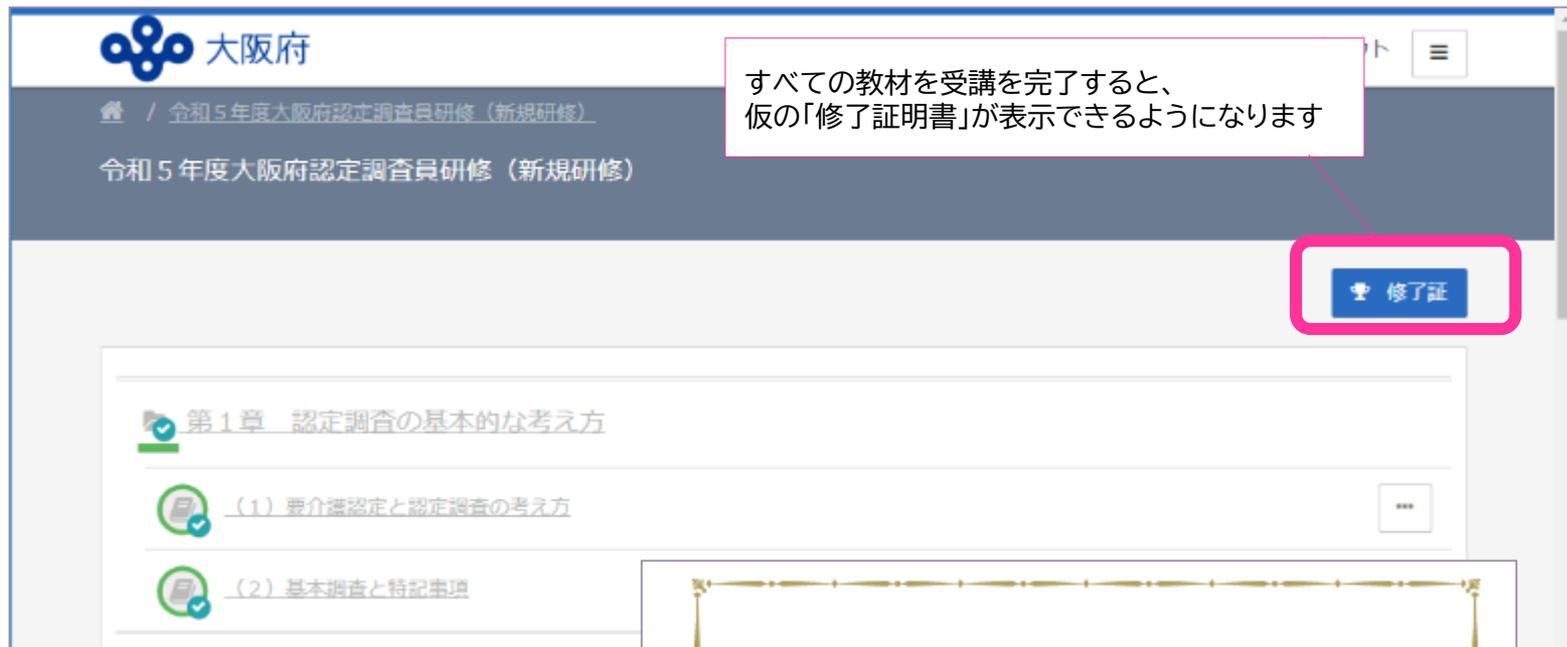 大阪府
ト
すべての教材を受講を完了すると、
仮の「修了証明書」が表示できるようになります
/ 令和５年度大阪府認定調査員研修（新規研修）
令和５年度大阪府認定調査員研修（新規研修）
修了証
第１章　認定調査の基本的な考え方
（１）要介護認定と認定調査の考え方
（２）基本調査と特記事項